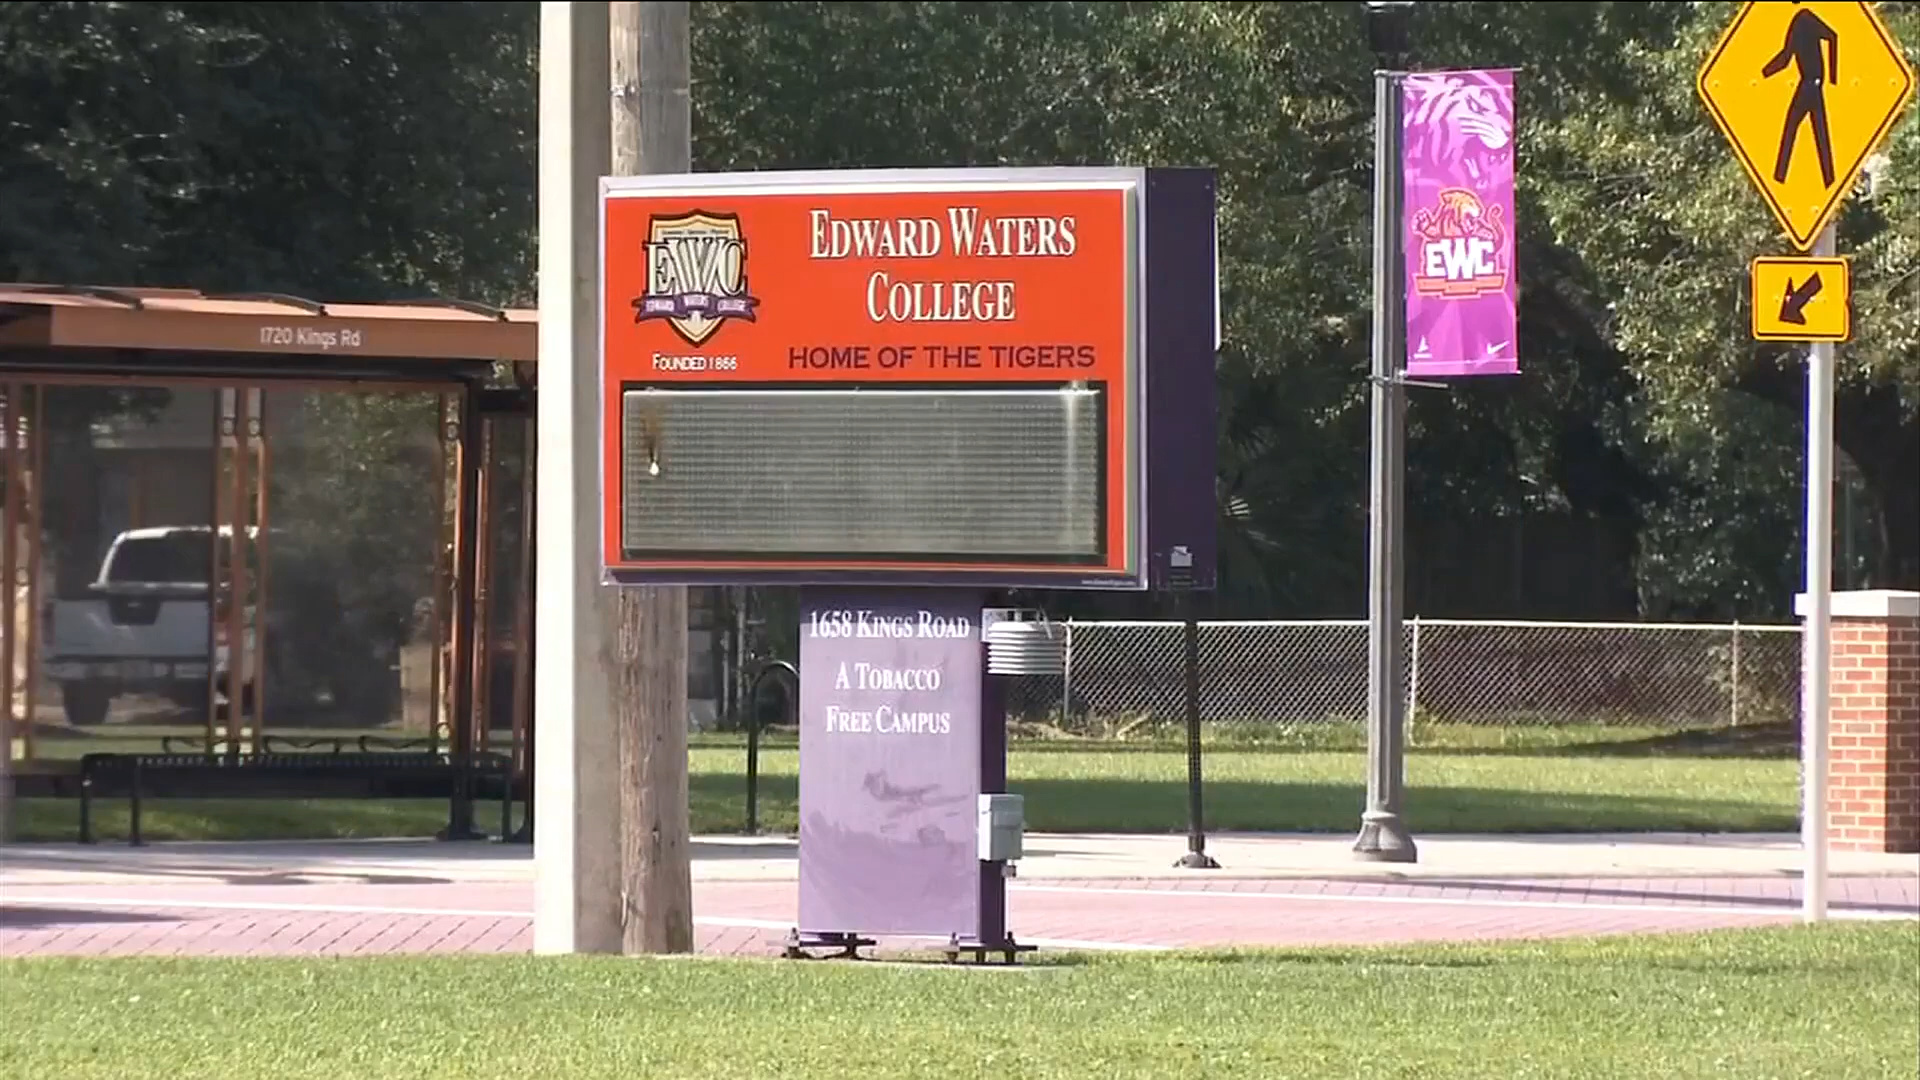 1720 Kings Rd
EWC
EDWARD WATERS COLLEGE
FOUNDED 1866
EDWARD WATERS
COLLEGE
HOME OF THE TIGERS
1658 KINGS ROAD
A TOBACCO
FREE CAMPUS
EWC